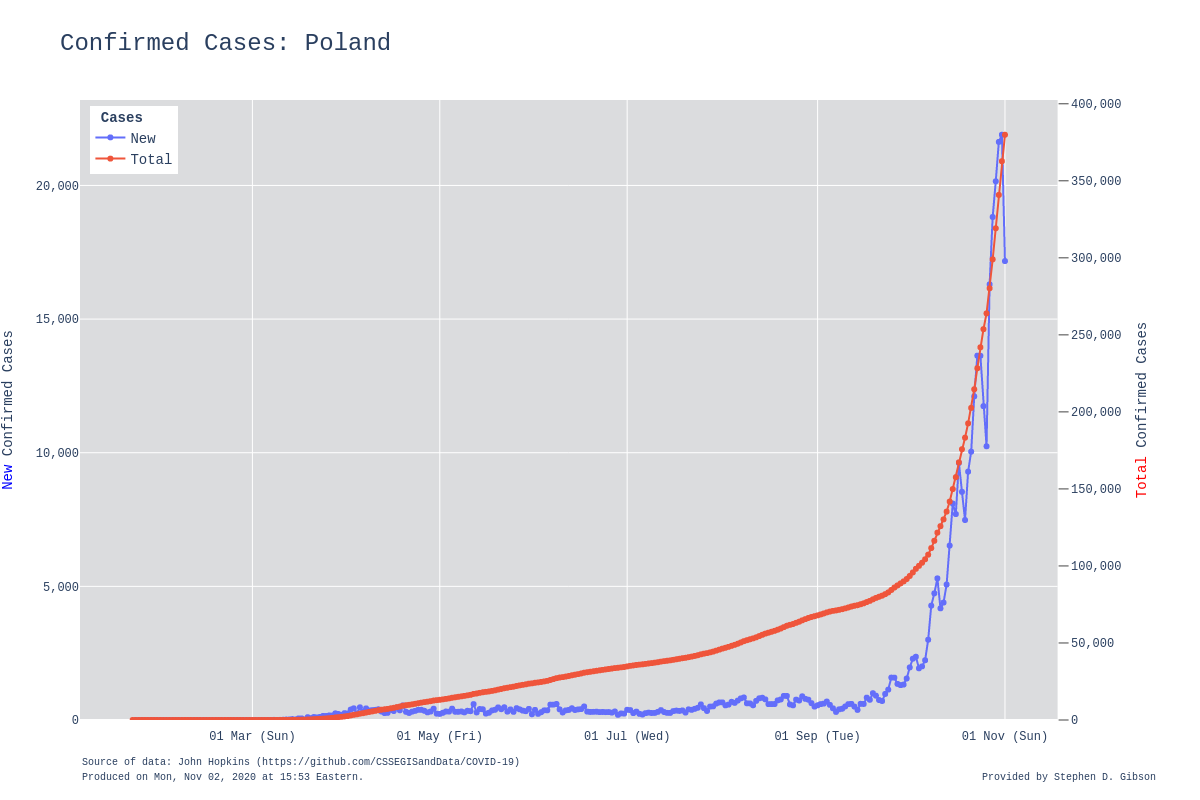 Confirmed Cases: Poland
Cases
New
Total
20,000
15,000
10,000
5,000
0
New Confirmed Cases
400,000
350,000
300,000
250,000
200,000
150,000
100,000
50,000
0
Total Confirmed Cases
01 Mar (Sun)
01 May (Fri)
01 Jul (Wed)
01 Sep (Tue)
01 Nov (Sun)
Source of data: John Hopkins (https://github.com/CSSEGISandData/COVID-19)
Produced on Mon, Nov 02, 2020 at 15:53 Eastern.
Provided by Stephen D. Gibson